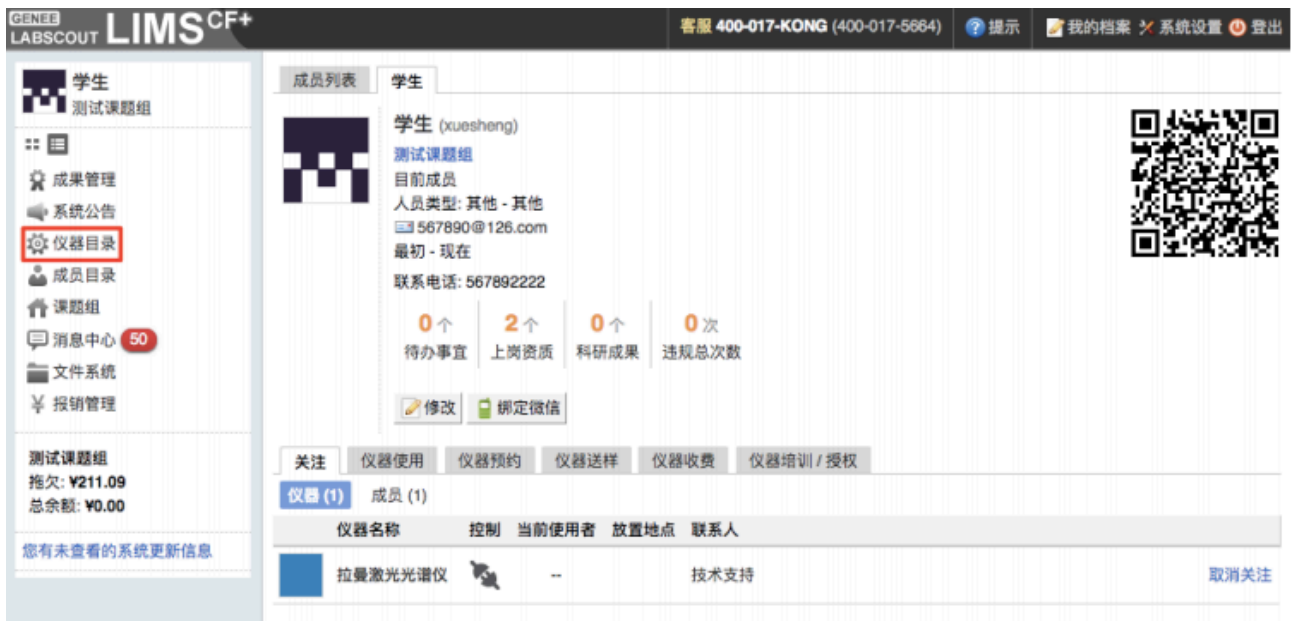 GENEE
LABSCOUT LIMS CF+
客服 400-017-KONG (400-017-5664)
提示
我的档案 系统设置 登出
学生
测试课题组
成果管理
系统公告
仪器目录
成员目录
课题组
消息中心 50
文件系统
报销管理
测试课题组
拖欠: ¥211.09
总余额: ¥0.00
您有未查看的系统更新信息
成员列表 学生
学生 (xuesheng)
测试课题组
目前成员
人员类型: 其他 - 其他
567890@126.com
最初 - 现在
联系电话: 567892222
0 个 2 个 0 个 0 次
待办事宜 上岗资质 科研成果 违规总次数
修改 绑定微信
关注 仪器使用 仪器预约 仪器送样 仪器收费 仪器培训 / 授权
仪器 (1) 成员 (1)
仪器名称 控制 当前使用者 放置地点 联系人
拉曼激光光谱仪 -- 技术支持 取消关注